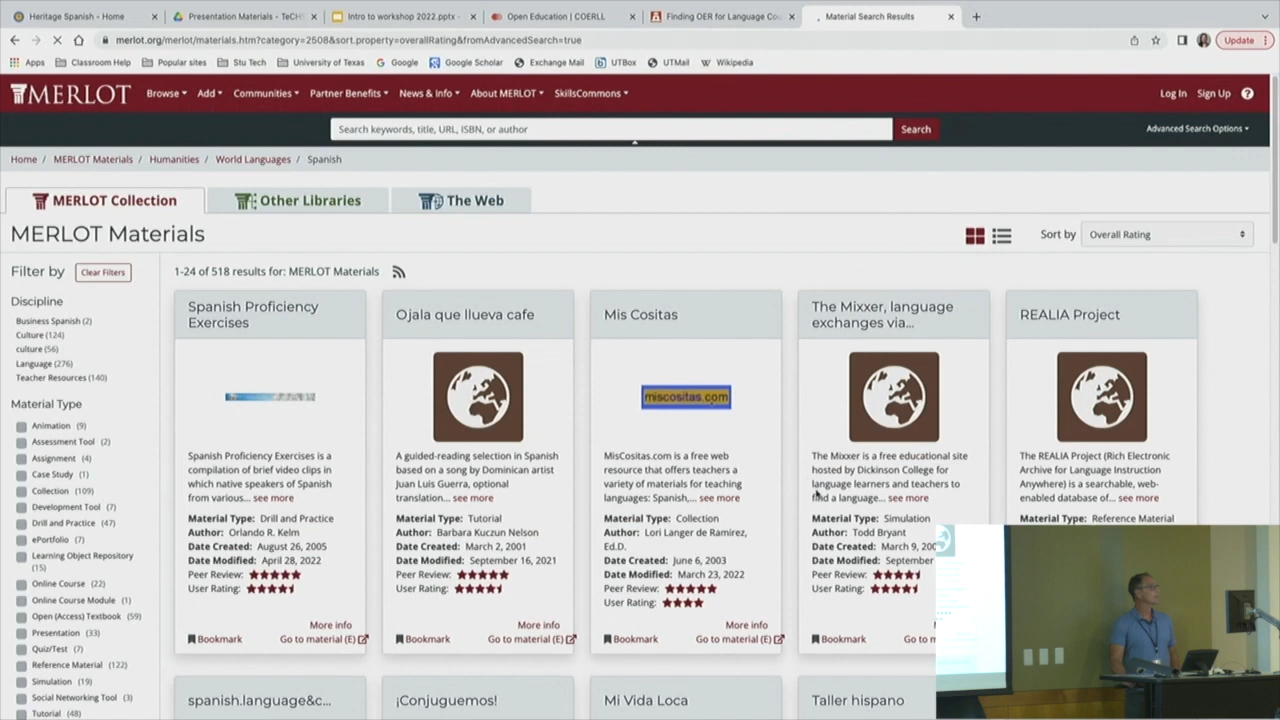 Heritage Spanish - Home
Presentation Materials - TeCHS
Intro to workshop 2022.pptx -
Open Education | COERLL
Finding OER for Language Cou
Material Search Results
merlot.org/merlot/materials.htm?category=2508&sort.property=overallRating&fromAdvancedSearch=true
Update
Apps
Classroom Help
Popular sites
Stu Tech
University of Texas
Google
Google Scholar
Exchange Mail
UTBox
UTMail
Wikipedia
MERLOT
Browse
Add
Communities
Partner Benefits
News & Info
About MERLOT
SkillsCommons
Log In
Sign Up
Search keywords, title, URL, ISBN, or author
Search
Advanced Search Options
Home / MERLOT Materials / Humanities / World Languages / Spanish
MERLOT Collection
Other Libraries
The Web
MERLOT Materials
Sort by
Overall Rating
Filter by
Clear Filters
1-24 of 518 results for: MERLOT Materials
Discipline
Business Spanish (2)
Culture (124)
culture (56)
Language (276)
Teacher Resources (140)
Material Type
Animation (9)
Assessment Tool (2)
Assignment (4)
Case Study (1)
Collection (109)
Development Tool (7)
Drill and Practice (47)
ePortfolio (7)
Learning Object Repository
(15)
Online Course (22)
Online Course Module (1)
Open (Access) Textbook (59)
Presentation (33)
Quiz/Test (7)
Reference Material (122)
Simulation (19)
Social Networking Tool (3)
Tutorial (48)
Spanish Proficiency
Exercises
Spanish Proficiency Exercises is a
compilation of brief video clips in
which native speakers of Spanish
from various... see more
Material Type: Drill and Practice
Author: Orlando R. Kelm
Date Created: August 26, 2005
Date Modified: April 28, 2022
Peer Review:
User Rating:
More info
Bookmark
Go to material (E)
Ojala que llueva cafe
A guided-reading selection in Spanish
based on a song by Dominican artist
Juan Luis Guerra, optional
translation... see more
Material Type: Tutorial
Author: Barbara Kuczun Nelson
Date Created: March 2, 2001
Date Modified: September 16, 2021
Peer Review:
User Rating:
More info
Bookmark
Go to material (E)
Mis Cositas
miscositas.com
MisCositas.com is a free web
resource that offers teachers a
variety of materials for teaching
languages: Spanish,... see more
Material Type: Collection
Author: Lori Langer de Ramirez,
Ed.D.
Date Created: June 6, 2003
Date Modified: March 23, 2022
Peer Review:
User Rating:
More info
Bookmark
Go to material (E)
The Mixxer, language
exchanges via...
The Mixxer is a free educational site
hosted by Dickinson College for
language learners and teachers to
find a language... see more
Material Type: Simulation
Author: Todd Bryant
Date Created: March 9, 200
Date Modified: September
Peer Review:
User Rating:
Bookmark
Go to m
REALIA Project
The REALIA Project (Rich Electronic
Archive for Language Instruction
Anywhere) is a searchable, web-
enabled database of... see more
Material Type: Reference Material
spanish.language&c...
¡Conjuguemos!
Mi Vida Loca
Taller hispano